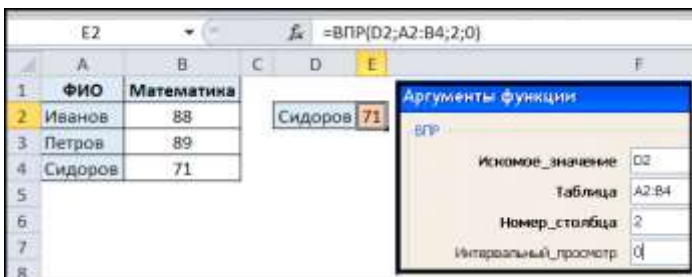 E2 fx =ВПР(D2;A2:B4;2;0)
A B C D E F
1 ФИО Математика
2 Иванов 88 Сидоров 71
3 Петров 89
4 Сидоров 71
5
6
7
8
Аргументы функции
ВПР
Искомое_значение D2
Таблица A2:B4
Номер_столбца 2
Интервальный_просмотр 0